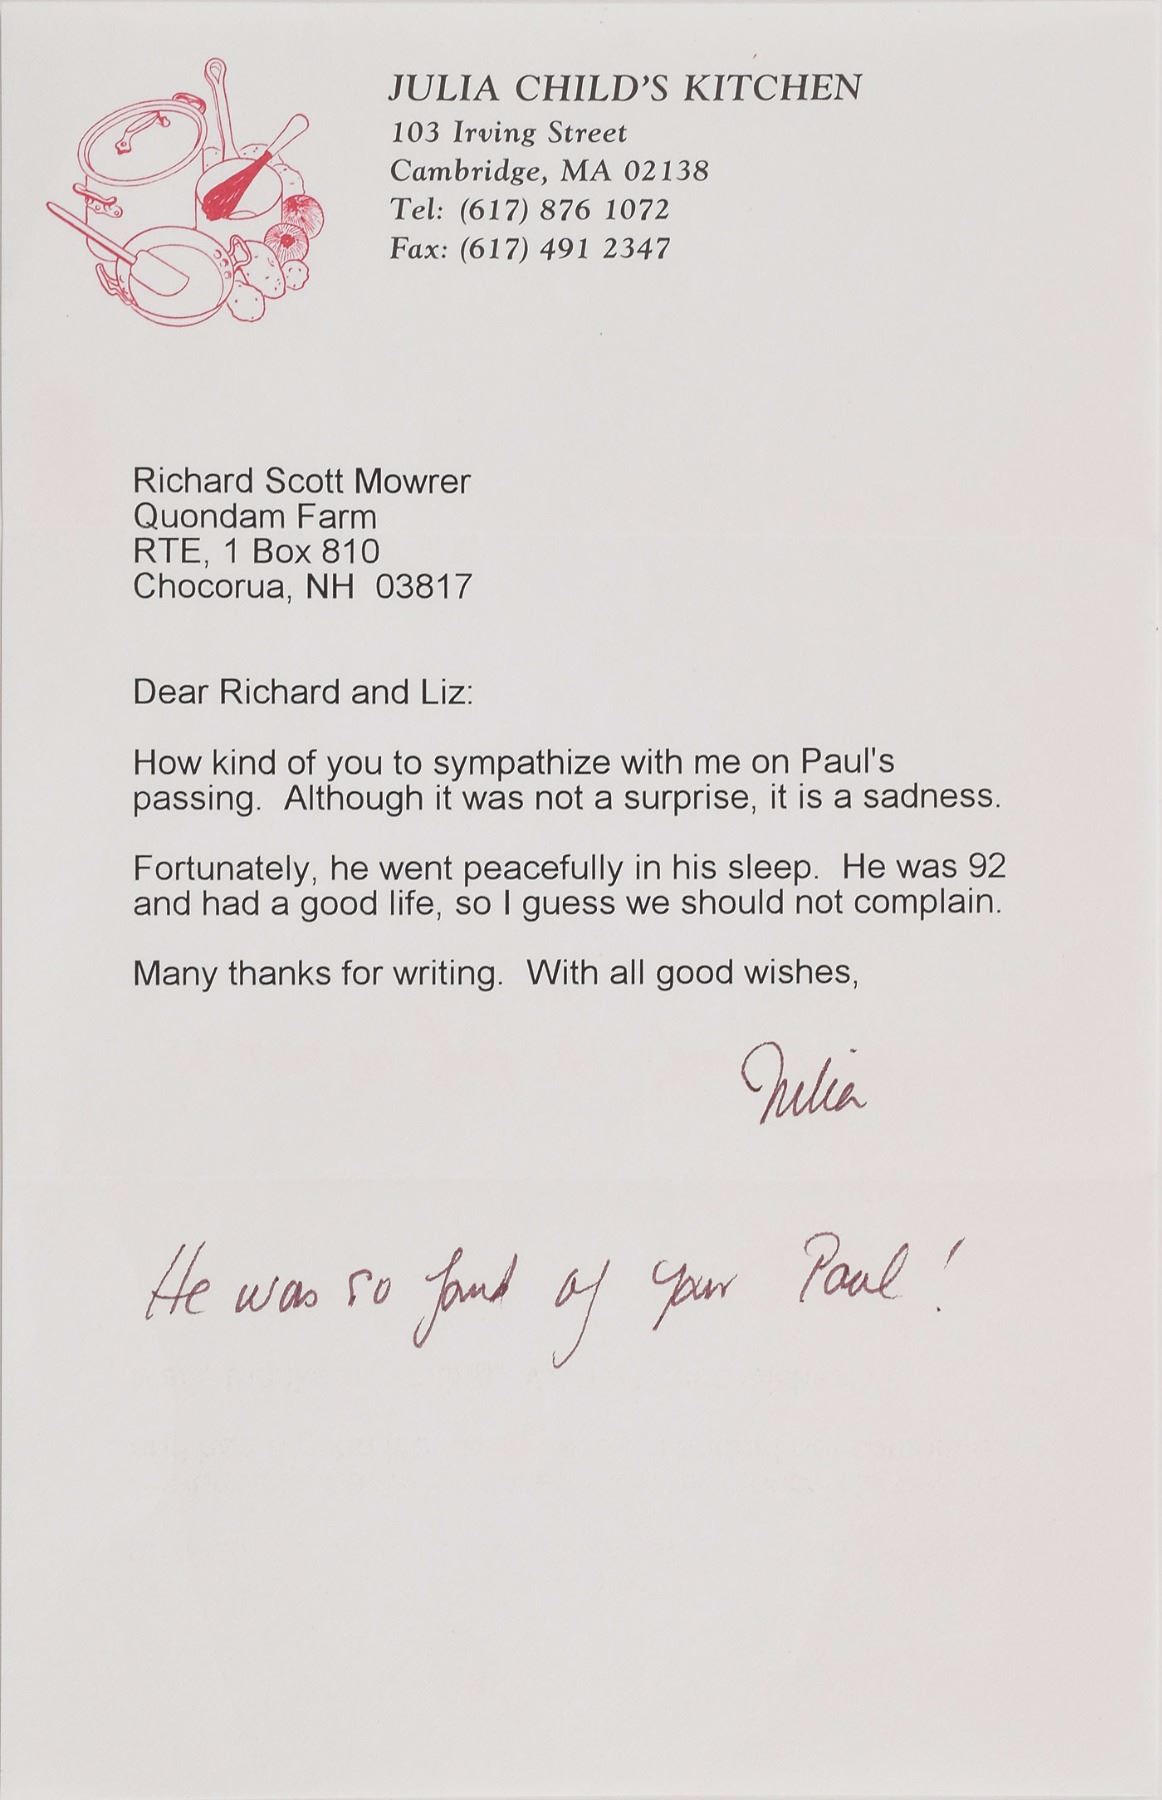 JULIA CHILD'S KITCHEN
103 Irving Street
Cambridge, MA 02138
Tel: (617) 876 1072
Fax: (617) 491 2347
Richard Scott Mowrer
Quondam Farm
RTE, 1 Box 810
Chocorua, NH  03817
Dear Richard and Liz:
How kind of you to sympathize with me on Paul's
passing.  Although it was not a surprise, it is a sadness.
Fortunately, he went peacefully in his sleep.  He was 92
and had a good life, so I guess we should not complain.
Many thanks for writing.  With all good wishes,
Julia
He was so fond of your Paul!